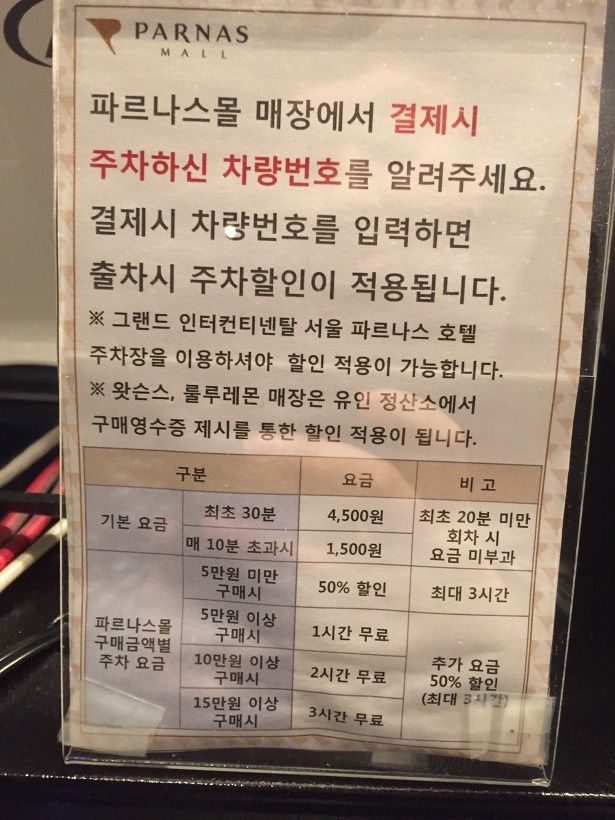 PARNAS
MALL
파르나스몰 매장에서 결제시
주차하신 차량번호를 알려주세요.
결제시 차량번호를 입력하면
출차시 주차할인이 적용됩니다.
※ 그랜드 인터컨티넨탈 서울 파르나스 호텔
주차장을 이용하셔야 할인 적용이 가능합니다.
※ 왓슨스, 룰루레몬 매장은 유인 정산소에서
구매영수증 제시를 통한 할인 적용이 됩니다.
구분 요금 비 고
기본 요금
최초 30분 4,500원
매 10분 초과시 1,500원
최초 20분 미만
회차 시
요금 미부과
파르나스몰
구매금액별
주차 요금
5만원 미만
구매시
50% 할인
최대 3시간
5만원 이상
구매시
1시간 무료
10만원 이상
구매시
2시간 무료
15만원 이상
구매시
3시간 무료
추가 요금
50% 할인
(최대 3시간)